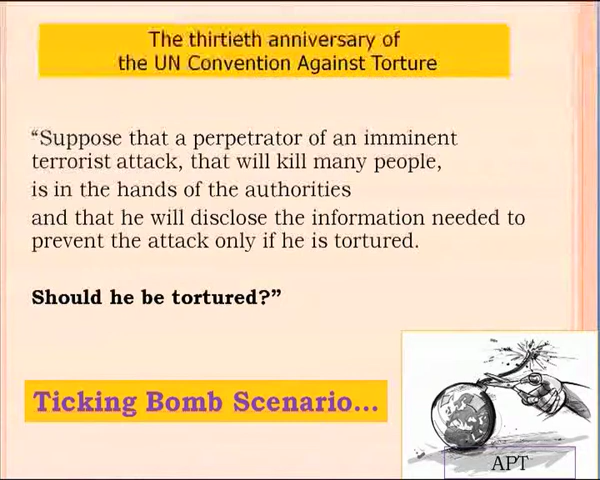 The thirtieth anniversary of
the UN Convention Against Torture
“Suppose that a perpetrator of an imminent
terrorist attack, that will kill many people,
is in the hands of the authorities
and that he will disclose the information needed to
prevent the attack only if he is tortured.
Should he be tortured?”
Ticking Bomb Scenario...
APT